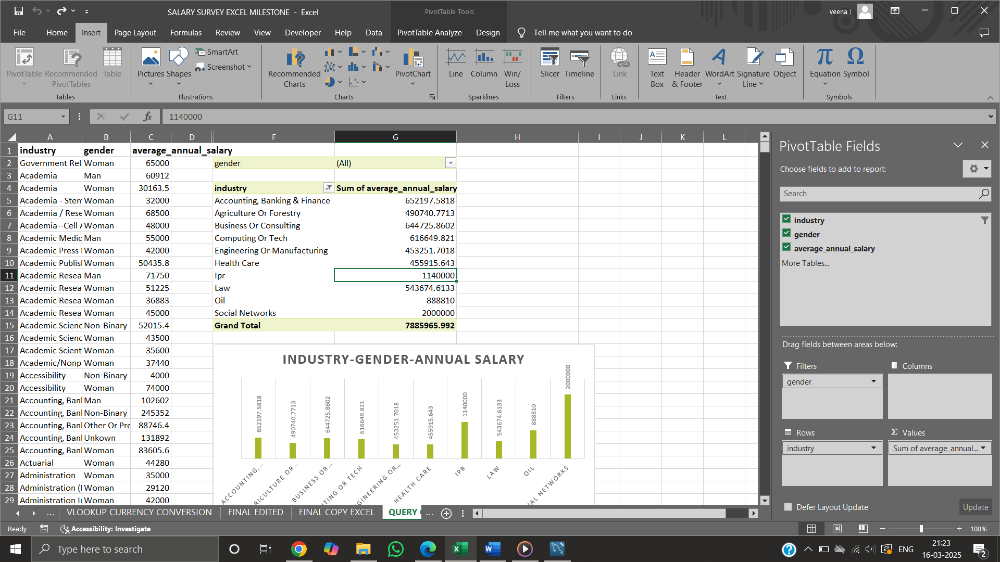 SALARY SURVEY EXCEL MILESTONE - Excel
PivotTable Tools
veena !
File Home Insert Page Layout Formulas Review View Developer Help Data PivotTable Analyze Design Tell me what you want to do
PivotTable
Recommended PivotTables
Table
Tables
Pictures
Shapes
SmartArt
Screenshot
Illustrations
Recommended Charts
PivotChart
Charts
Line
Column
Win/ Loss
Sparklines
Slicer
Timeline
Filters
Link
Links
Text Box
Header & Footer
WordArt
Signature Line
Object
Text
Equation
Symbol
Symbols
G11 fx 1140000
A B C D F G H I J K L
1 industry gender average_annual_salary
2 Government Rel Woman 65000 gender (All)
3 Academia Man 60912
4 Academia Woman 30163.5 industry Sum of average_annual_salary
5 Academia - Stem Woman 32000 Accounting, Banking & Finance 652197.5818
6 Academia / Rese Woman 68500 Agriculture Or Forestry 490740.7713
7 Academia--Cell Woman 48000 Business Or Consulting 644725.8602
8 Academic Medic Man 55000 Computing Or Tech 616649.821
9 Academic Press Woman 42000 Engineering Or Manufacturing 453251.7018
10 Academic Publis Woman 50435.8 Health Care 455915.643
11 Academic Resea Man 71750 Ipr 1140000
12 Academic Resea Woman 51225 Law 543674.6133
13 Academic Resea Woman 36883 Oil 888810
14 Academic Resea Woman 45000 Social Networks 2000000
15 Academic Scienc Non-Binary 52015.4 Grand Total 7885965.992
16 Academic Scienc Woman 43500
17 Academic Scient Woman 35600
18 Academic/Nonp Woman 37440
19 Accessibility Non-Binary 4000
20 Accessibility Woman 74000
21 Accounting, Ban Man 102602
22 Accounting, Ban Non-Binary 245352
23 Accounting, Ban Other Or Pre 88746.4
24 Accounting, Ban Unkown 131892
25 Accounting, Ban Woman 83605.6
26 Actuarial Woman 44280
27 Administration Woman 35000
28 Administration (I Woman 29120
29 Administration I Woman 42000
INDUSTRY-GENDER-ANNUAL SALARY
652197.5818
490740.7713
644725.8602
616649.821
453251.7018
455915.643
1140000
543674.6133
888810
2000000
ACCOUNTING,...
RICULTURE OR...
BUSINESS OR...
TING OR TECH
GINEERING OR...
HEALTH CARE
IPR
LAW
OIL
AL NETWORKS
PivotTable Fields
Choose fields to add to report:
Search
industry
gender
average_annual_salary
More Tables...
Drag fields between areas below:
Filters
Columns
gender
Rows
Σ Values
industry
Sum of average_annual...
Defer Layout Update
Update
... VLOOKUP CURRENCY CONVERSION FINAL EDITED FINAL COPY EXCEL QUERY ...
Ready
Accessibility: Investigate
100%
Type here to search
ENG
21:23
16-03-2025
2